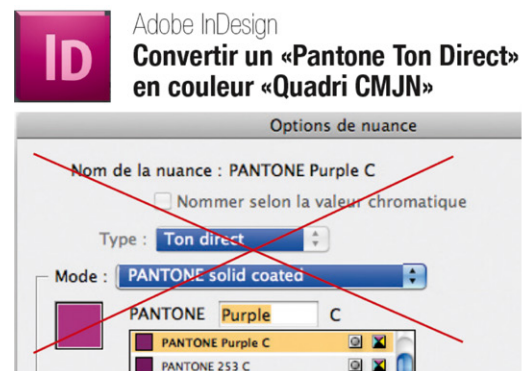 ID
Adobe InDesign
Convertir un «Pantone Ton Direct»
en couleur «Quadri CMJN»
Options de nuance
Nom de la nuance : PANTONE Purple C
Nommer selon la valeur chromatique
Type : Ton direct
Mode : PANTONE solid coated
PANTONE Purple C
PANTONE Purple C
PANTONE 253 C